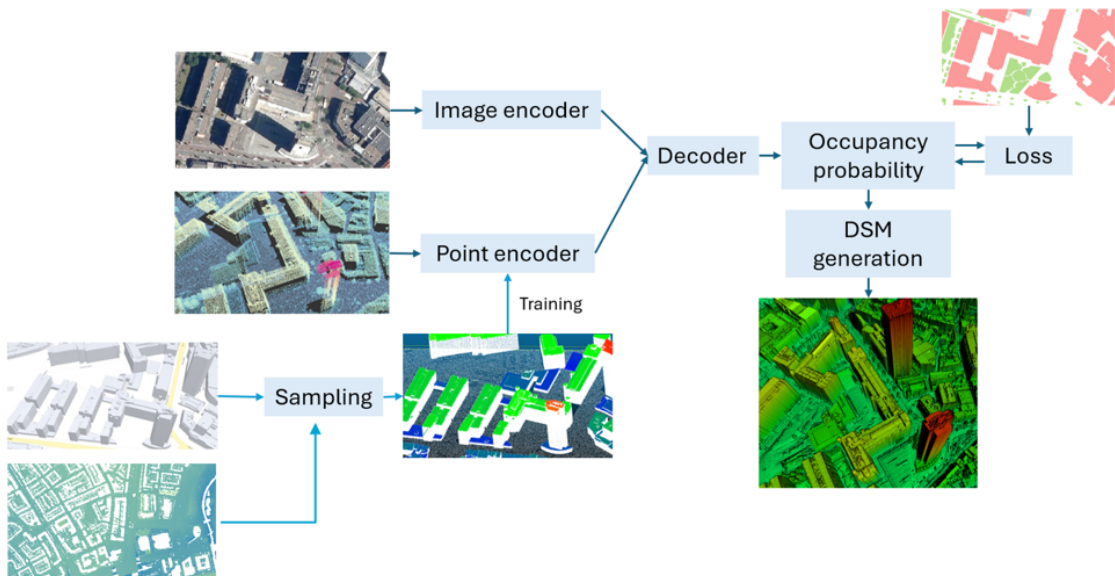 Image encoder
Decoder
Occupancy
probability
Loss
Point encoder
DSM
generation
Training
Sampling